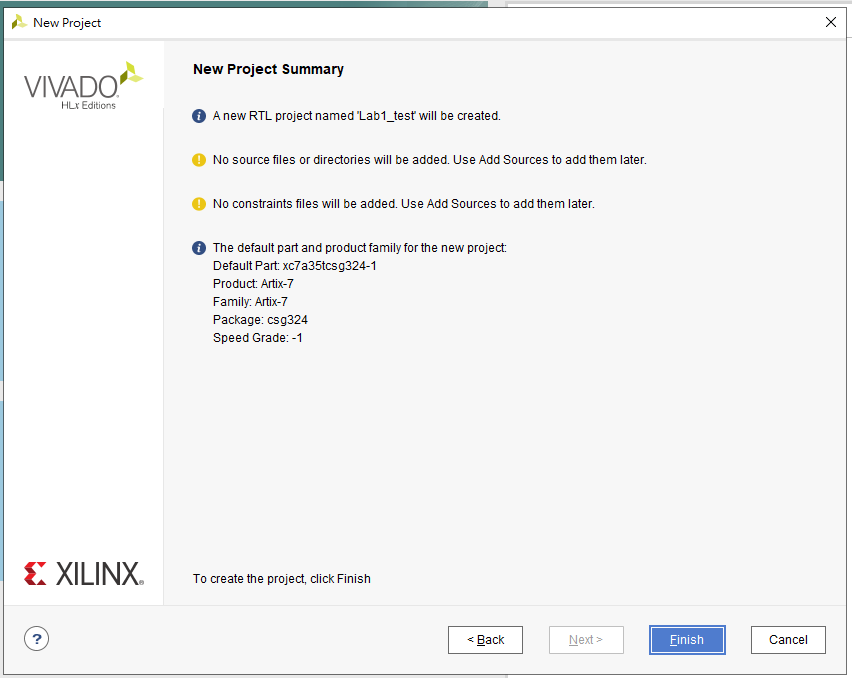 New Project
VIVADO
HLx Editions
New Project Summary
A new RTL project named 'Lab1_test' will be created.
No source files or directories will be added. Use Add Sources to add them later.
No constraints files will be added. Use Add Sources to add them later.
The default part and product family for the new project:
Default Part: xc7a35tcsg324-1
Product: Artix-7
Family: Artix-7
Package: csg324
Speed Grade: -1
XILINX®
To create the project, click Finish
?
< Back
Next >
Finish
Cancel